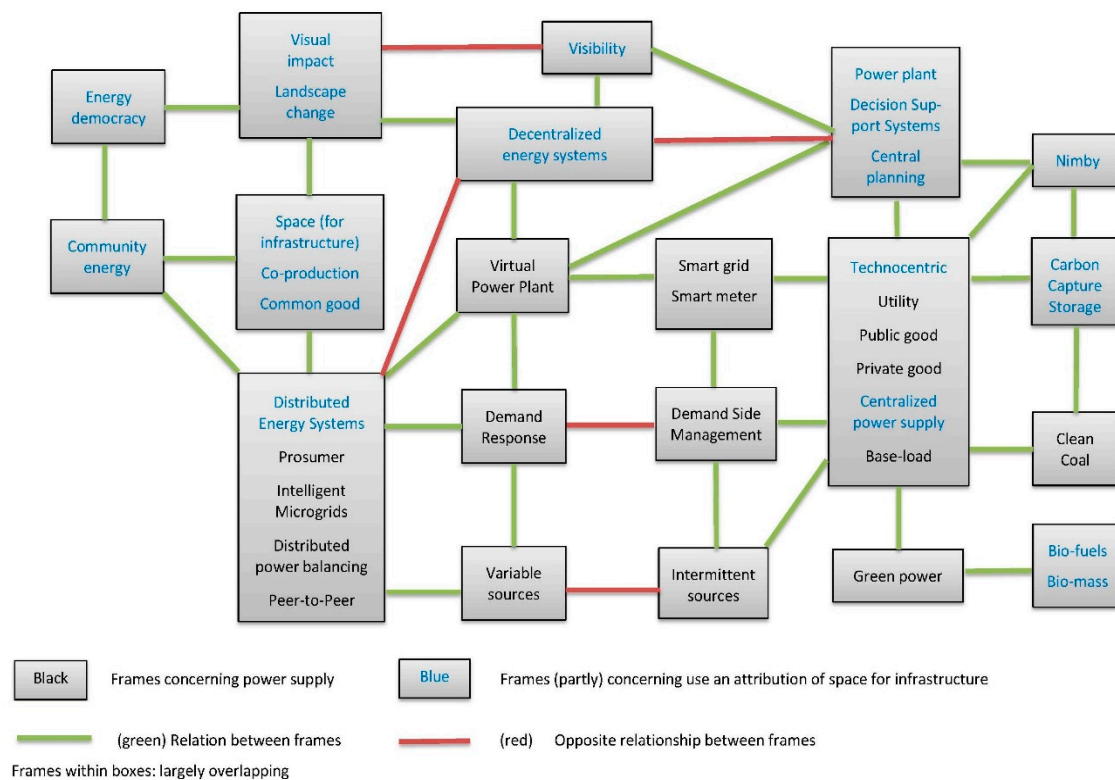 Visual
impact
Landscape
change
Visibility
Power plant
Decision Sup-
port Systems
Central
planning
Energy
democracy
Decentralized
energy systems
Nimby
Community
energy
Space (for
infrastructure)
Co-production
Common good
Virtual
Power Plant
Smart grid
Smart meter
Technocentric
Utility
Public good
Private good
Centralized
power supply
Base-load
Carbon
Capture
Storage
Distributed
Energy Systems
Prosumer
Intelligent
Microgrids
Distributed
power balancing
Peer-to-Peer
Demand
Response
Demand Side
Management
Clean
Coal
Variable
sources
Intermittent
sources
Green power
Bio-fuels
Bio-mass
Black
Frames concerning power supply
Blue
Frames (partly) concerning use an attribution of space for infrastructure
(green) Relation between frames
(red) Opposite relationship between frames
Frames within boxes: largely overlapping